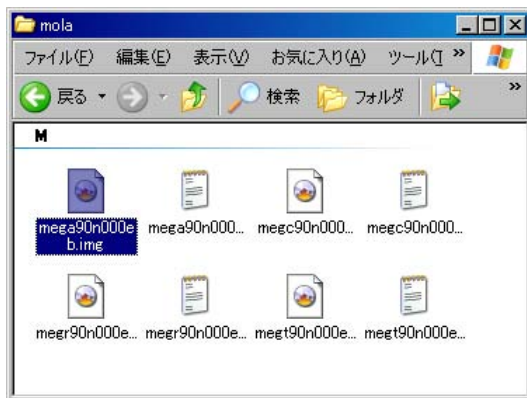 mola
ファイル(F) 編集(E) 表示(V) お気に入り(A) ツール(T »
戻る 検索 フォルダ »
M
mega90n000e mega90n000... megc90n000... megc90n000...
b.img
megr90n000e... megr90n000e... megt90n000e... megt90n000e...